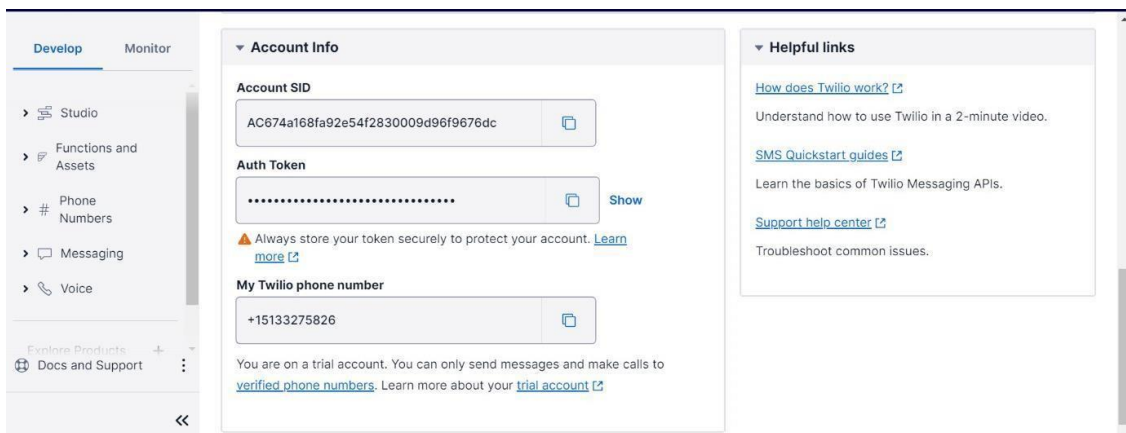 Develop Monitor
Studio
Functions and
Assets
Phone
Numbers
Messaging
Voice
Explore Products
Docs and Support
Account Info
Account SID
AC674a168fa92e54f2830009d96f9676dc
Auth Token
•••••••••••••••••••••••••••••••• Show
Always store your token securely to protect your account. Learn
more
My Twilio phone number
+15133275826
You are on a trial account. You can only send messages and make calls to
verified phone numbers. Learn more about your trial account
Helpful links
How does Twilio work?
Understand how to use Twilio in a 2-minute video.
SMS Quickstart guides
Learn the basics of Twilio Messaging APIs.
Support help center
Troubleshoot common issues.